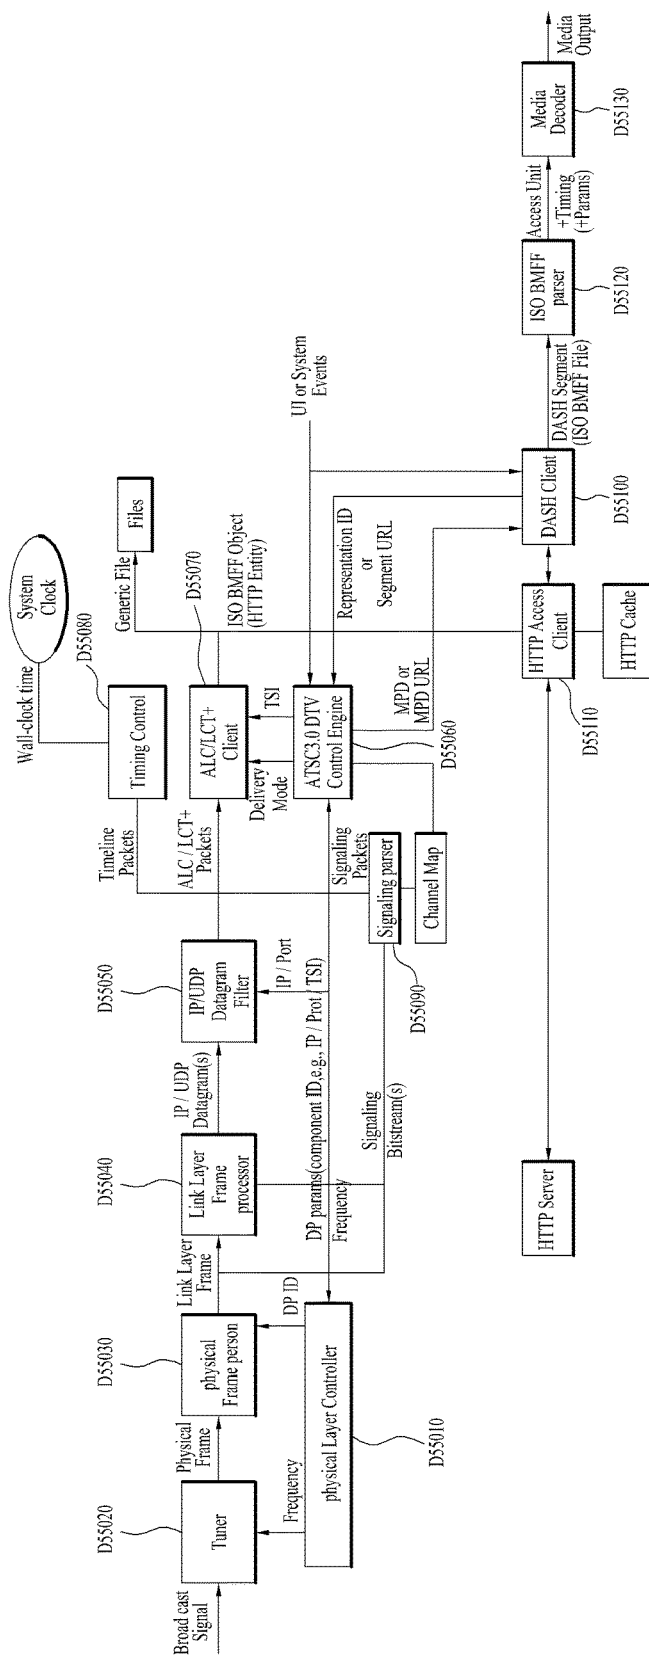 Broad cast
Signal
D55020
Tuner
Physical
Frame
D55030
physical
Frame person
Link Layer
Frame
D55040
Link Layer
Frame
processor
IP / UDP
Datagram(s)
D55050
IP/UDP
Datagram
Filter
ALC / LCT+
Packets
Timeline
Packets
Timing Control
D55080
Wall-clock time
System
Clock
ALC/LCT+
Client
D55070
Generic File
Files
ISO BMFF Object
(HTTP Entity)
Frequency
DP ID
physical Layer Controller
D55010
DP params(component ID,e.g., IP / Prot / TSI)
Frequency
IP / Port
Signaling
Packets
Delivery
Mode
TSI
ATSC3.0 DTV
Control Engine
D55060
UI or System
Events
Representation ID
or
Segment URL
MPD or
MPD URL
Signaling
Bitstream(s)
Signaling parser
D55090
Channel Map
HTTP Server
HTTP Access
Client
D55110
HTTP Cache
DASH Client
D55100
DASH Segment
(ISO BMFF File)
ISO BMFF
parser
D55120
Access Unit
+Timing
(+Params)
Media
Decoder
D55130
Media
Output